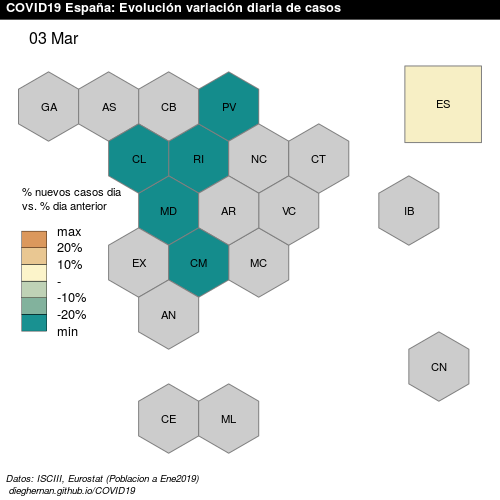 COVID19 España: Evolución variación diaria de casos
03 Mar
GA AS CB PV ES
CL RI NC CT
% nuevos casos dia
vs. % dia anterior
MD AR VC IB
max
20%
10%
-
-10%
-20%
min
EX CM MC
AN
CN
CE ML
Datos: ISCIII, Eurostat (Poblacion a Ene2019)
dieghernan.github.io/COVID19